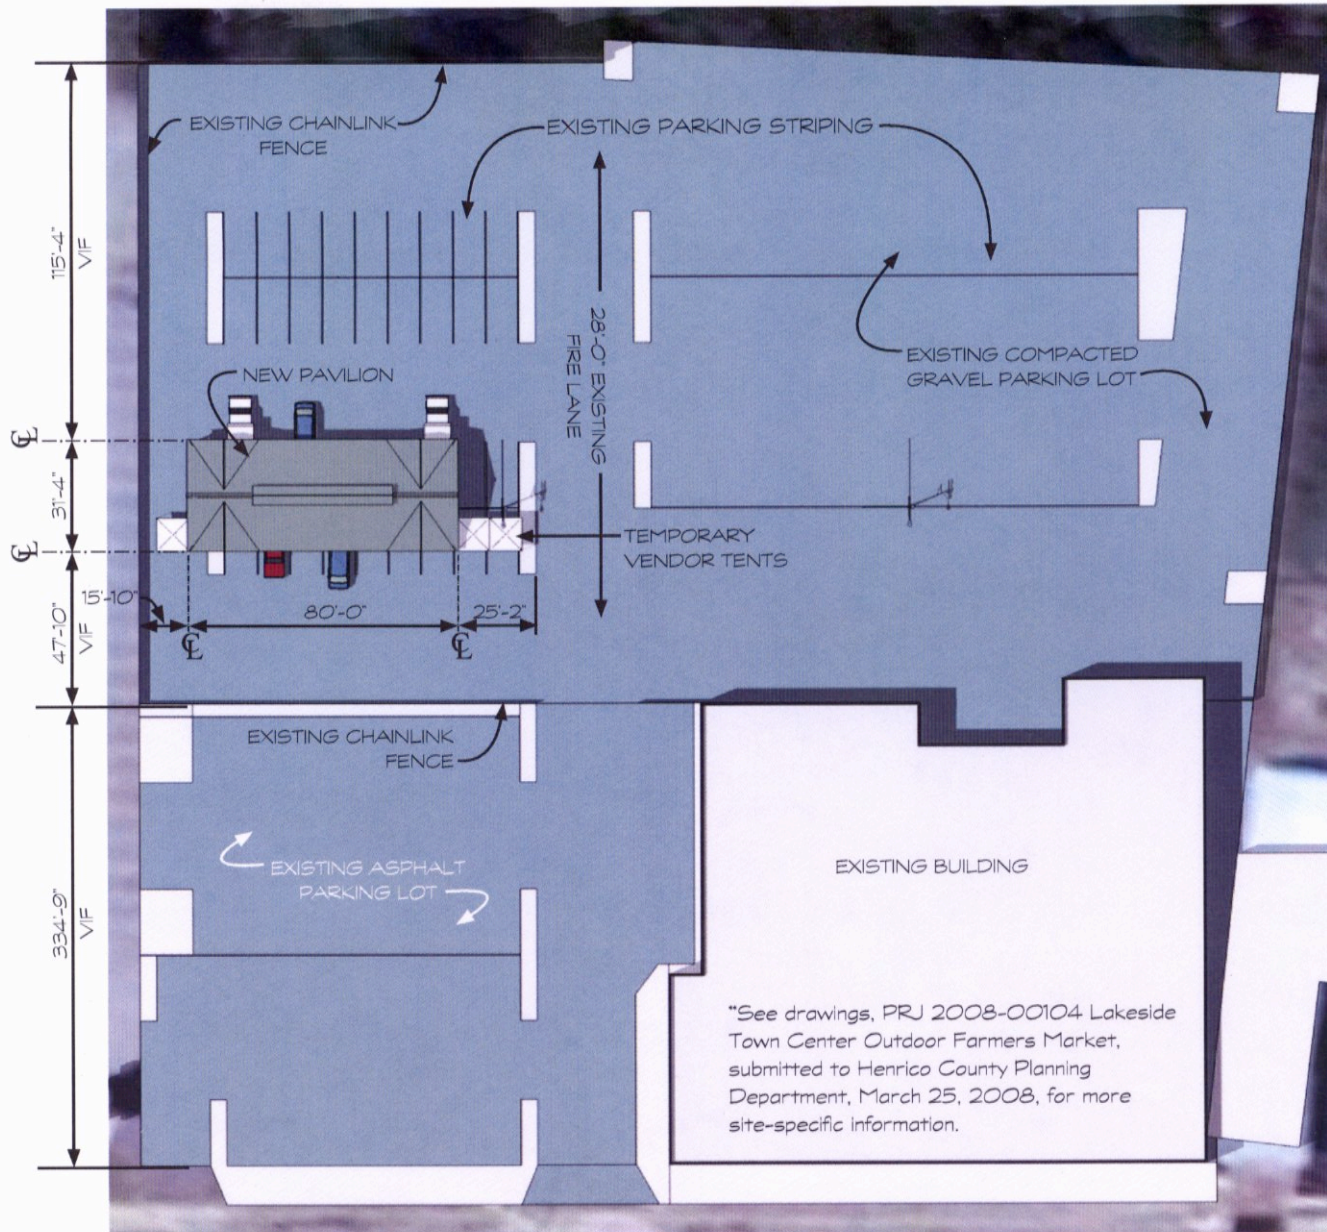 EXISTING CHAINLINK
FENCE
EXISTING PARKING STRIPING
115'-4"
VIF
28'-0" EXISTING
FIRE LANE
NEW PAVILION
EXISTING COMPACTED
GRAVEL PARKING LOT
℄
31'-4"
℄
TEMPORARY
VENDOR TENTS
15'-10"
80'-0"
25'-2"
℄
℄
47'-10"
VIF
EXISTING CHAINLINK
FENCE
EXISTING ASPHALT
PARKING LOT
EXISTING BUILDING
334'-9"
VIF
"See drawings, PRJ 2008-00104 Lakeside
Town Center Outdoor Farmers Market,
submitted to Henrico County Planning
Department, March 25, 2008, for more
site-specific information.